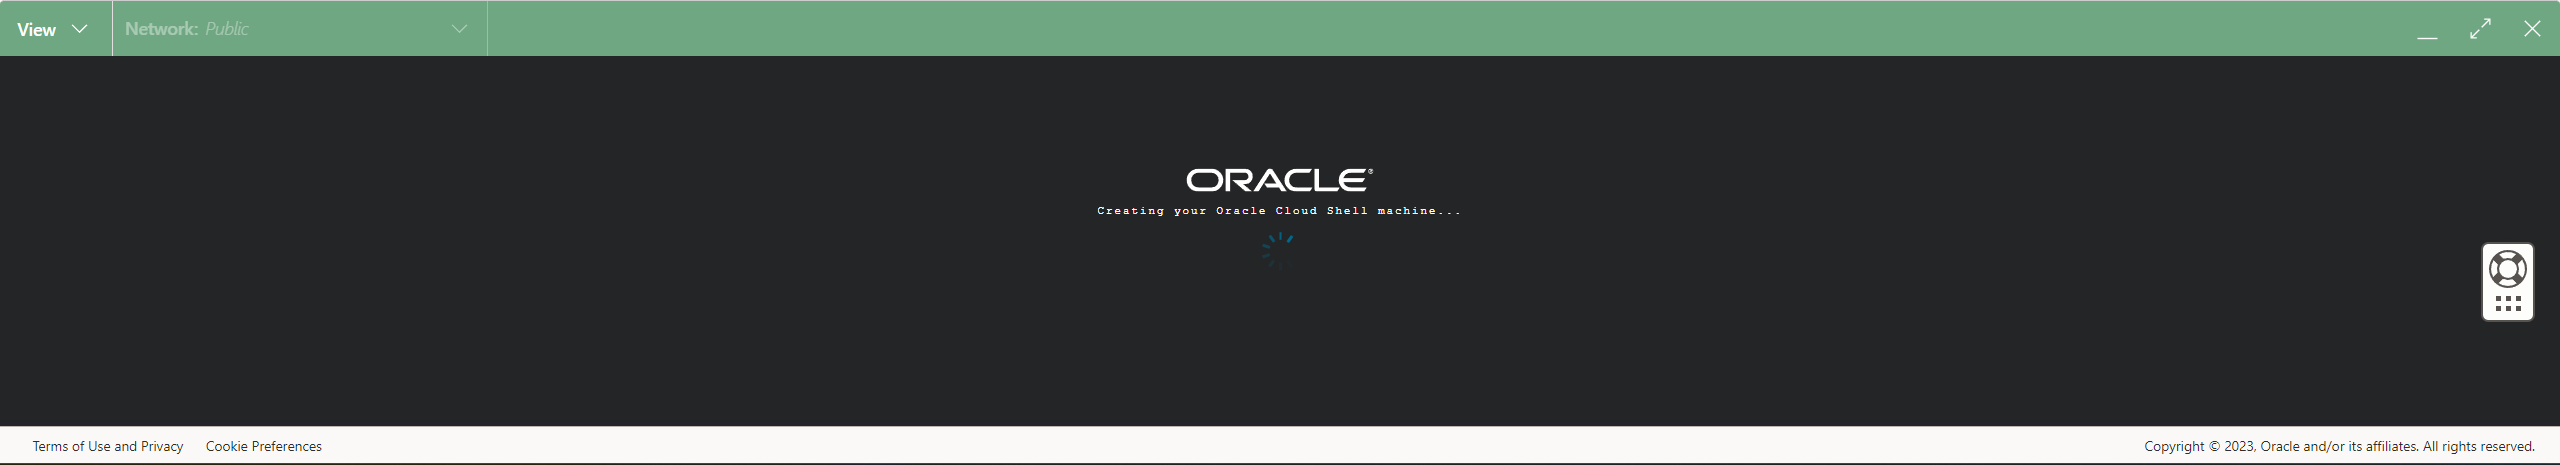 View
Network: Public
ORACLE®
Creating your Oracle Cloud Shell machine...
Terms of Use and Privacy Cookie Preferences
Copyright © 2023, Oracle and/or its affiliates. All rights reserved.